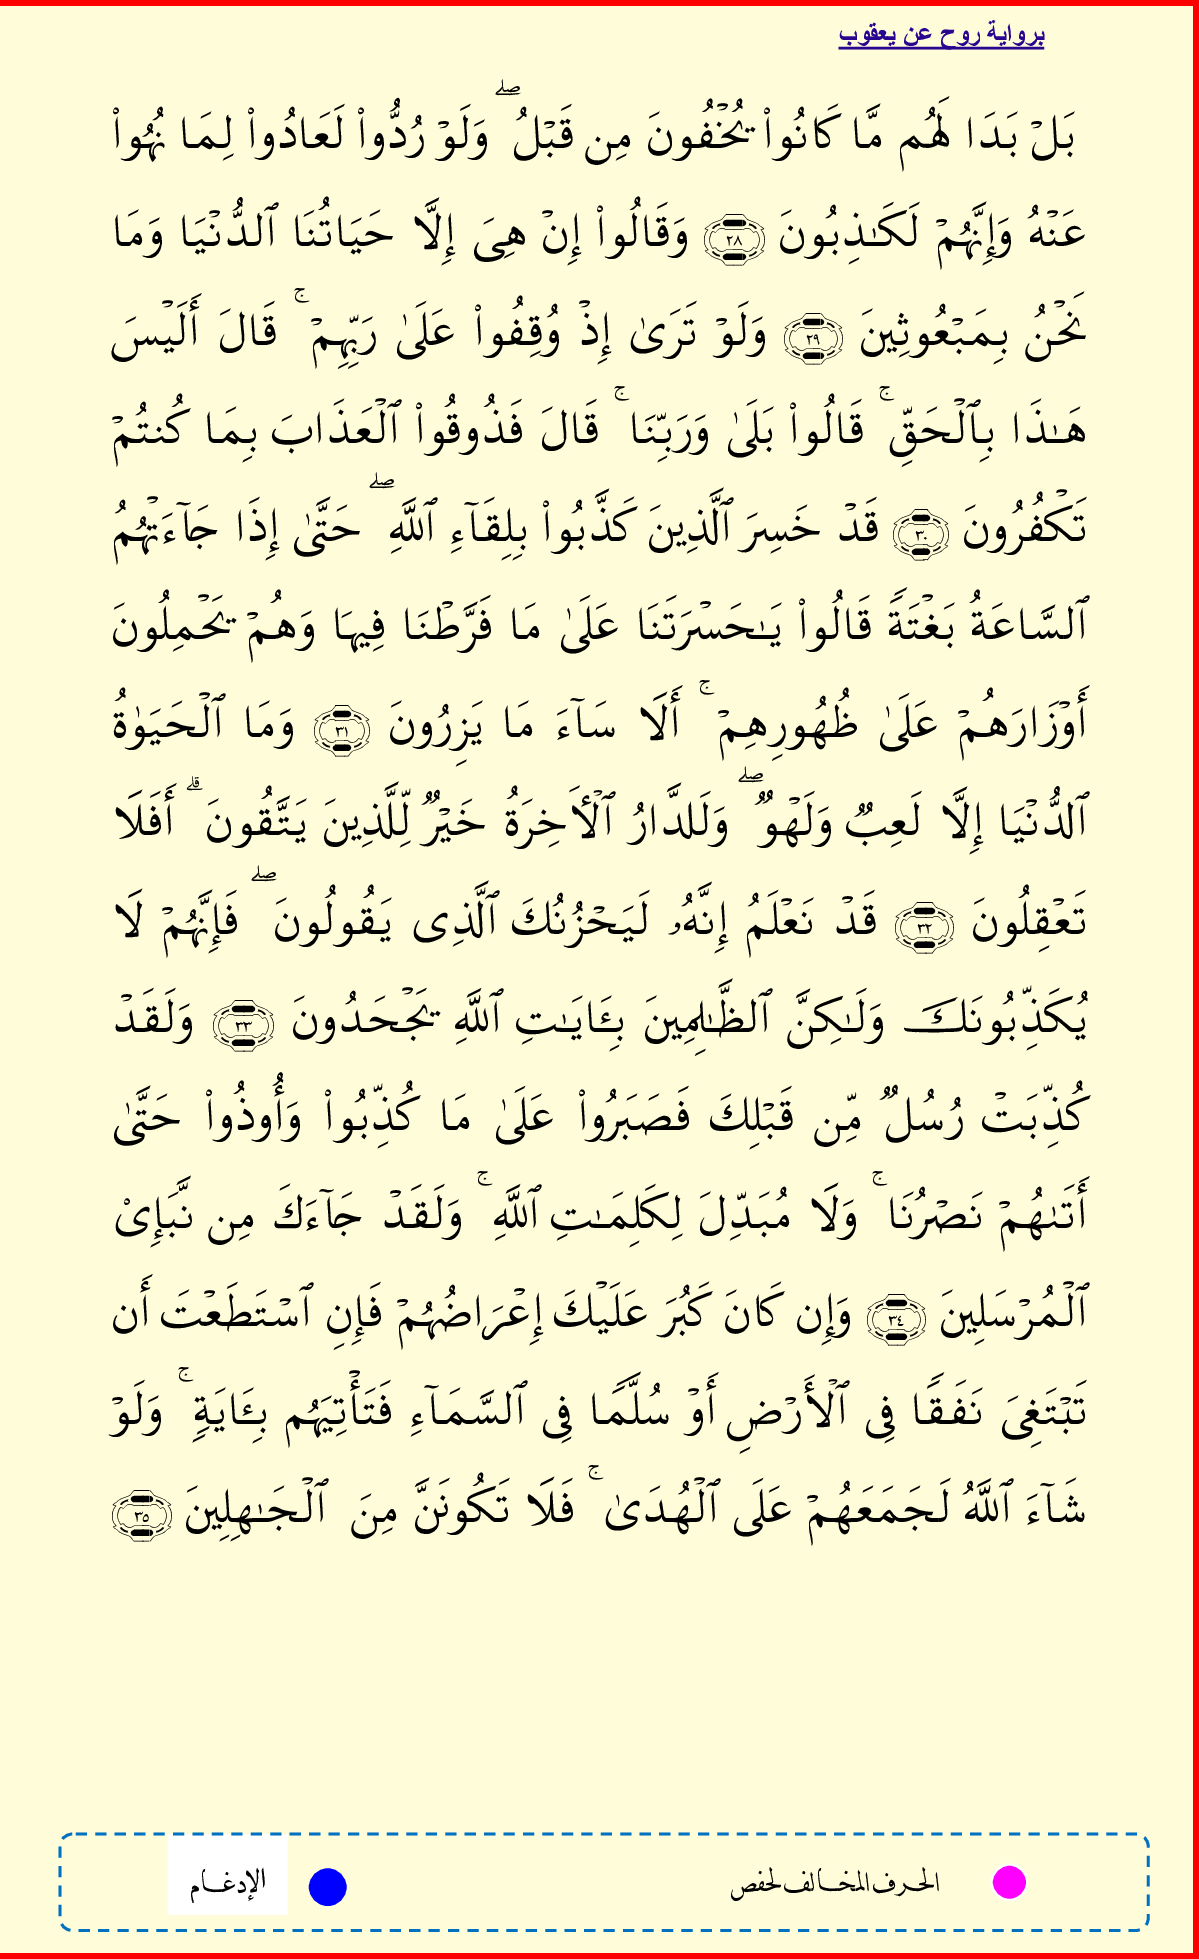 برواية روح عن يعقوب
بَلۡ بَدَا لَهُم مَّا كَانُواْ يُخۡفُونَ مِن قَبۡلُۖ وَلَوۡ رُدُّواْ لَعَادُواْ لِمَا نُهُواْ
عَنۡهُ وَإِنَّهُمۡ لَكَٰذِبُونَ ٢٨ وَقَالُواْ إِنۡ هِيَ إِلَّا حَيَاتُنَا ٱلدُّنۡيَا وَمَا
نَحۡنُ بِمَبۡعُوثِينَ ٢٩ وَلَوۡ تَرَىٰ إِذۡ وُقِفُواْ عَلَىٰ رَبِّهِمۡۚ قَالَ أَلَيۡسَ
هَٰذَا بِٱلۡحَقِّۚ قَالُواْ بَلَىٰ وَرَبِّنَاۚ قَالَ فَذُوقُواْ ٱلۡعَذَابَ بِمَا كُنتُمۡ
تَكۡفُرُونَ ٣٠ قَدۡ خَسِرَ ٱلَّذِينَ كَذَّبُواْ بِلِقَآءِ ٱللَّهِۖ حَتَّىٰ إِذَا جَآءَتۡهُمُ
ٱلسَّاعَةُ بَغۡتَةٗ قَالُواْ يَٰحَسۡرَتَنَا عَلَىٰ مَا فَرَّطۡنَا فِيهَا وَهُمۡ يَحۡمِلُونَ
أَوۡزَارَهُمۡ عَلَىٰ ظُهُورِهِمۡۚ أَلَا سَآءَ مَا يَزِرُونَ ٣١ وَمَا ٱلۡحَيَوٰةُ
ٱلدُّنۡيَا إِلَّا لَعِبٞ وَلَهۡوٞۖ وَلَلدَّارُ ٱلۡأٓخِرَةُ خَيۡرٞ لِّلَّذِينَ يَتَّقُونَۚ أَفَلَا
تَعۡقِلُونَ ٣٢ قَدۡ نَعۡلَمُ إِنَّهُۥ لَيَحۡزُنُكَ ٱلَّذِي يَقُولُونَۖ فَإِنَّهُمۡ لَا
يُكَذِّبُونَكَ وَلَٰكِنَّ ٱلظَّٰلِمِينَ بِـَٔايَٰتِ ٱللَّهِ يَجۡحَدُونَ ٣٣ وَلَقَدۡ
كُذِّبَتۡ رُسُلٞ مِّن قَبۡلِكَ فَصَبَرُواْ عَلَىٰ مَا كُذِّبُواْ وَأُوذُواْ حَتَّىٰ
أَتَىٰهُمۡ نَصۡرُنَاۚ وَلَا مُبَدِّلَ لِكَلِمَٰتِ ٱللَّهِۚ وَلَقَدۡ جَآءَكَ مِن نَّبَإِيْ
ٱلۡمُرۡسَلِينَ ٣٤ وَإِن كَانَ كَبُرَ عَلَيۡكَ إِعۡرَاضُهُمۡ فَإِنِ ٱسۡتَطَعۡتَ أَن
تَبۡتَغِيَ نَفَقٗا فِي ٱلۡأَرۡضِ أَوۡ سُلَّمٗا فِي ٱلسَّمَآءِ فَتَأۡتِيَهُم بِـَٔايَةٖۚ وَلَوۡ
شَآءَ ٱللَّهُ لَجَمَعَهُمۡ عَلَى ٱلۡهُدَىٰۚ فَلَا تَكُونَنَّ مِنَ ٱلۡجَٰهِلِينَ ٣٥
الحرف المخالف لحفص الإدغام